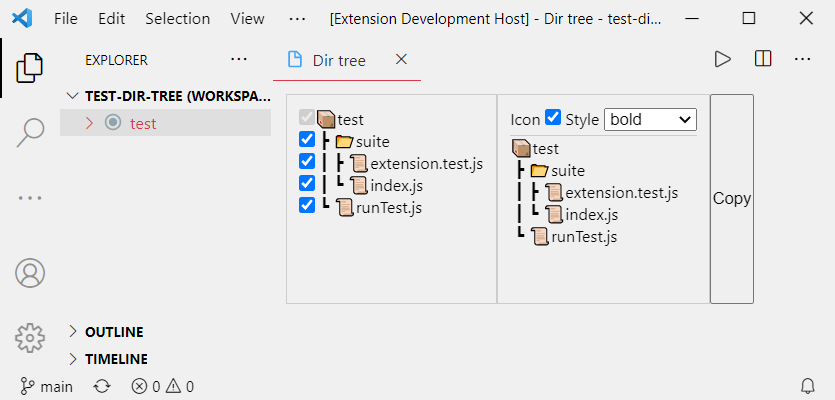 File Edit Selection View ··· [Extension Development Host] - Dir tree - test-di...
EXPLORER ···
Dir tree
TEST-DIR-TREE (WORKSPA...
test
test
suite
extension.test.js
index.js
runTest.js
Icon Style bold
test
suite
extension.test.js
index.js
runTest.js
Copy
OUTLINE
TIMELINE
main 0 0